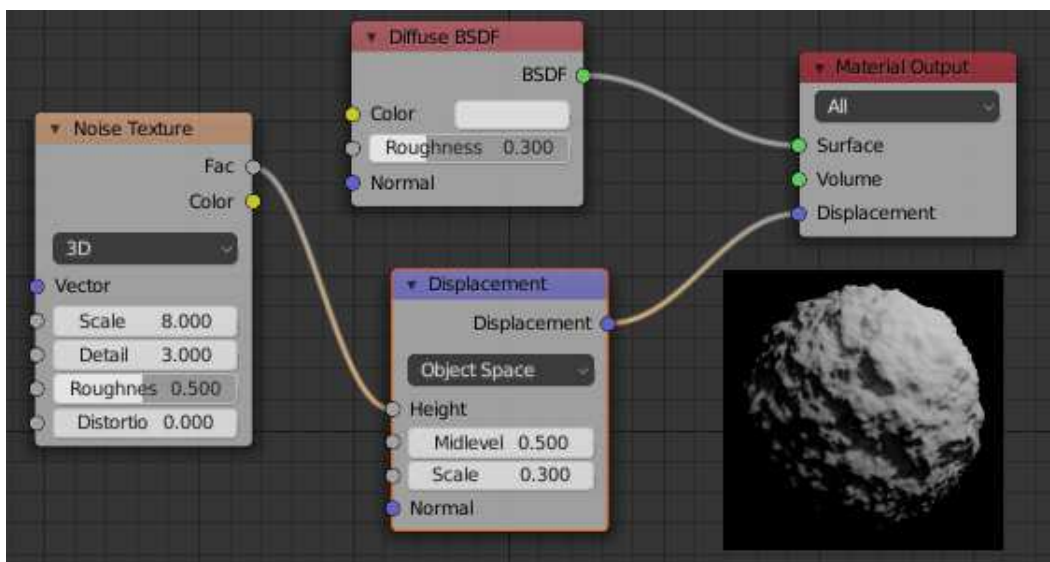 Noise Texture
Fac
Color
3D
Vector
Scale 8.000
Detail 3.000
Roughnes 0.500
Distortio 0.000
Diffuse BSDF
BSDF
Color
Roughness 0.300
Normal
Displacement
Displacement
Object Space
Height
Midlevel 0.500
Scale 0.300
Normal
Material Output
All
Surface
Volume
Displacement